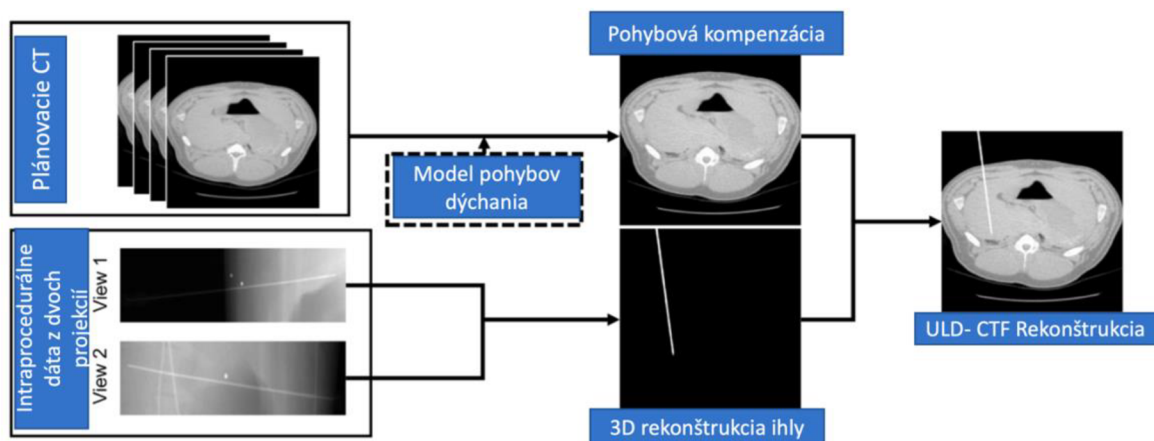 Plánovacie CT
Pohybová kompenzácia
Model pohybov
dýchania
Intraprocedurálne
dáta z dvoch
projekcií
View 1
View 2
3D rekonštrukcia ihly
ULD- CTF Rekonštrukcia